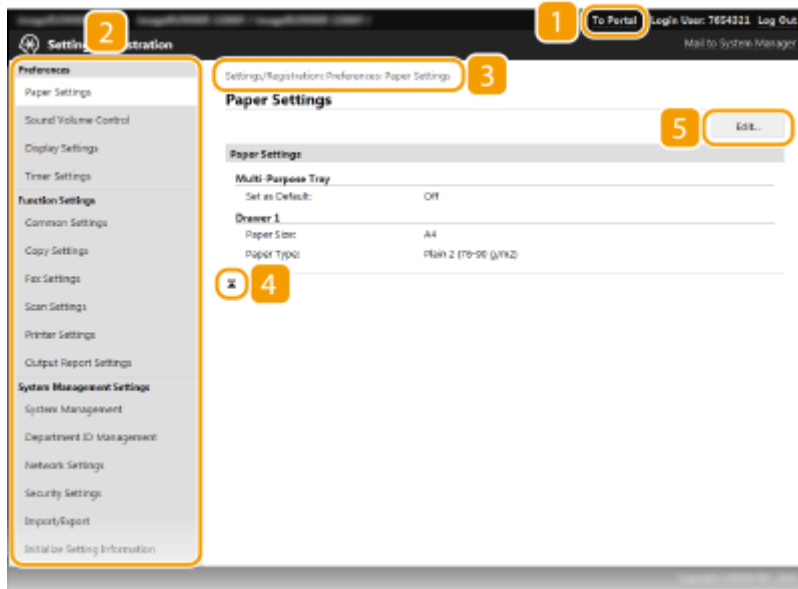 1
To Portal Login User: 7654321 Log Out
2
Mail to System Manager
Preferences
Paper Settings
Sound Volume Control
Display Settings
Timer Settings
Function Settings
Common Settings
Copy Settings
Fax Settings
Scan Settings
Printer Settings
Output Report Settings
System Management Settings
System Management
Department ID Management
Network Settings
Security Settings
Import/Export
Initialize Setting Information
Settings/Registration: Preferences: Paper Settings
3
Paper Settings
5
Edit...
Paper Settings
Multi-Purpose Tray
Set as Default: Off
Drawer 1
Paper Size: A4
Paper Type: Plain 2 (76-90 g/m2)
4